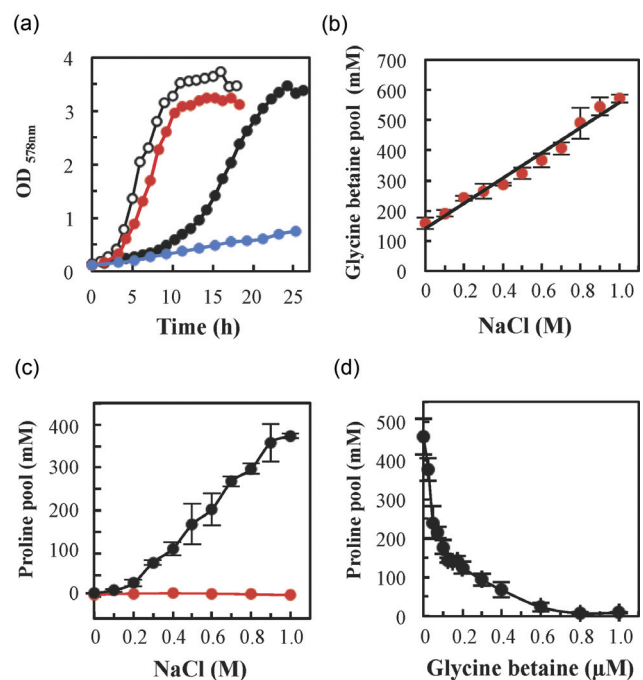 (a)
4
3
2
1
0
OD 578nm
0 5 10 15 20 25
Time (h)
(b)
700
600
500
400
300
200
100
0
Glycine betaine pool (mM)
0 0.2 0.4 0.6 0.8 1.0
NaCl (M)
(c)
400
300
200
100
0
Proline pool (mM)
0 0.2 0.4 0.6 0.8 1.0
NaCl (M)
(d)
500
400
300
200
100
0
Proline pool (mM)
0 0.2 0.4 0.6 0.8 1.0
Glycine betaine (μM)